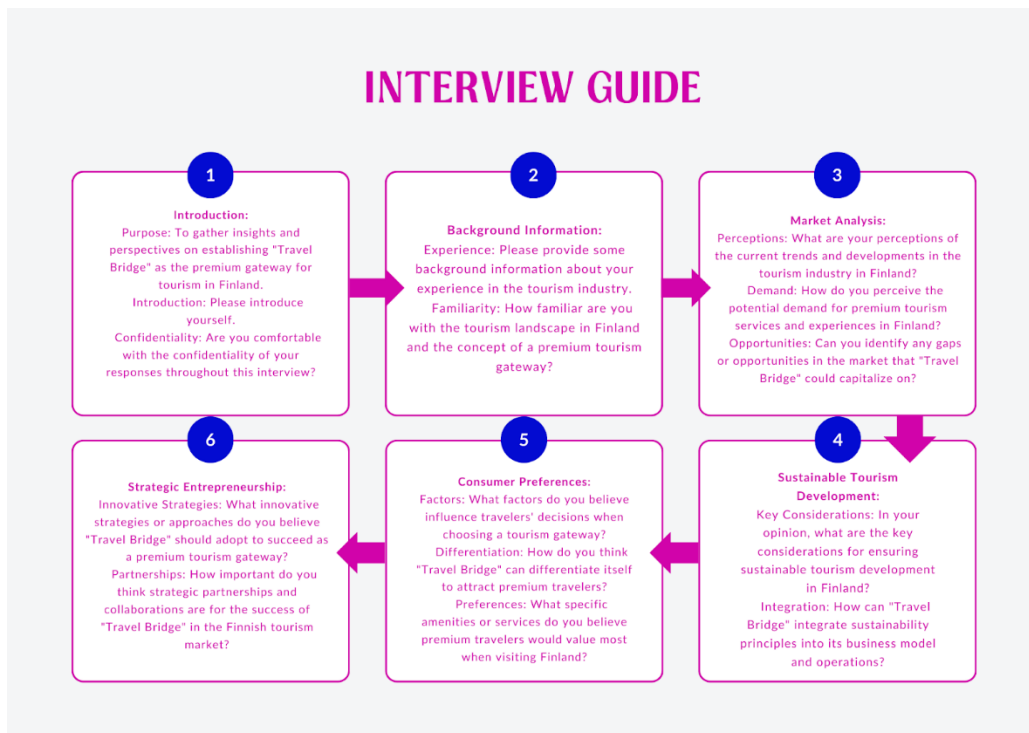 INTERVIEW GUIDE
1
Introduction:
Purpose: To gather insights and
perspectives on establishing "Travel
Bridge" as the premium gateway for
tourism in Finland.
Introduction: Please introduce
yourself.
Confidentiality: Are you comfortable
with the confidentiality of your
responses throughout this interview?
2
Background Information:
Experience: Please provide some
background information about your
experience in the tourism industry.
Familiarity: How familiar are you
with the tourism landscape in Finland
and the concept of a premium tourism
gateway?
3
Market Analysis:
Perceptions: What are your perceptions of
the current trends and developments in the
tourism industry in Finland?
Demand: How do you perceive the
potential demand for premium tourism
services and experiences in Finland?
Opportunities: Can you identify any gaps
or opportunities in the market that "Travel
Bridge" could capitalize on?
4
Sustainable Tourism
Development:
Key Considerations: In your
opinion, what are the key
considerations for ensuring
sustainable tourism development
in Finland?
Integration: How can "Travel
Bridge" integrate sustainability
principles into its business model
and operations?
5
Consumer Preferences:
Factors: What factors do you believe
influence travelers' decisions when
choosing a tourism gateway?
Differentiation: How do you think
"Travel Bridge" can differentiate itself
to attract premium travelers?
Preferences: What specific
amenities or services do you believe
premium travelers would value most
when visiting Finland?
6
Strategic Entrepreneurship:
Innovative Strategies: What innovative
strategies or approaches do you believe
"Travel Bridge" should adopt to succeed as
a premium tourism gateway?
Partnerships: How important do you
think strategic partnerships and
collaborations are for the success of
"Travel Bridge" in the Finnish tourism
market?